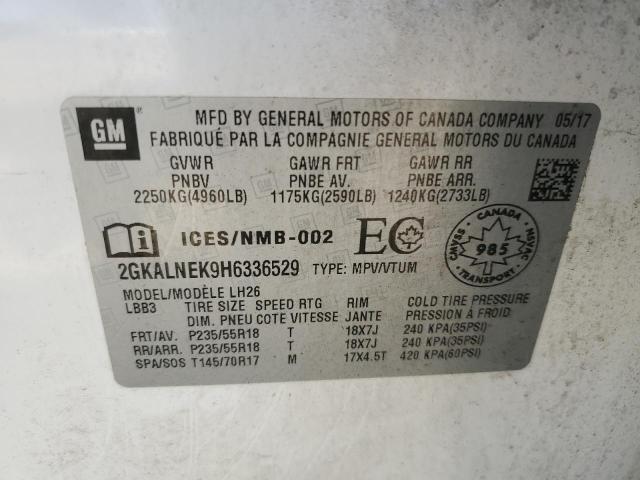 GM
MFD BY GENERAL MOTORS OF CANADA COMPANY 05/17
FABRIQUÉ PAR LA COMPAGNIE GENERAL MOTORS DU CANADA
GVWR GAWR FRT GAWR RR
PNBV PNBE AV. PNBE ARR.
2250KG(4960LB) 1175KG(2590LB) 1240KG(2733LB)
ICES/NMB-002 EC
CANADA
CMVSS 985 NSVAC
TRANSPORT
2GKALNEK9H6336529 TYPE: MPV/VTUM
MODEL/MODÈLE LH26
LBB3 TIRE SIZE SPEED RTG RIM COLD TIRE PRESSURE
DIM. PNEU COTE VITESSE JANTE PRESSION À FROID
FRT/AV. P235/55R18 T 18X7J 240 KPA(35PSI)
RR/ARR. P235/55R18 T 18X7J 240 KPA(35PSI)
SPA/SOS T145/70R17 M 17X4.5T 420 KPA(60PSI)